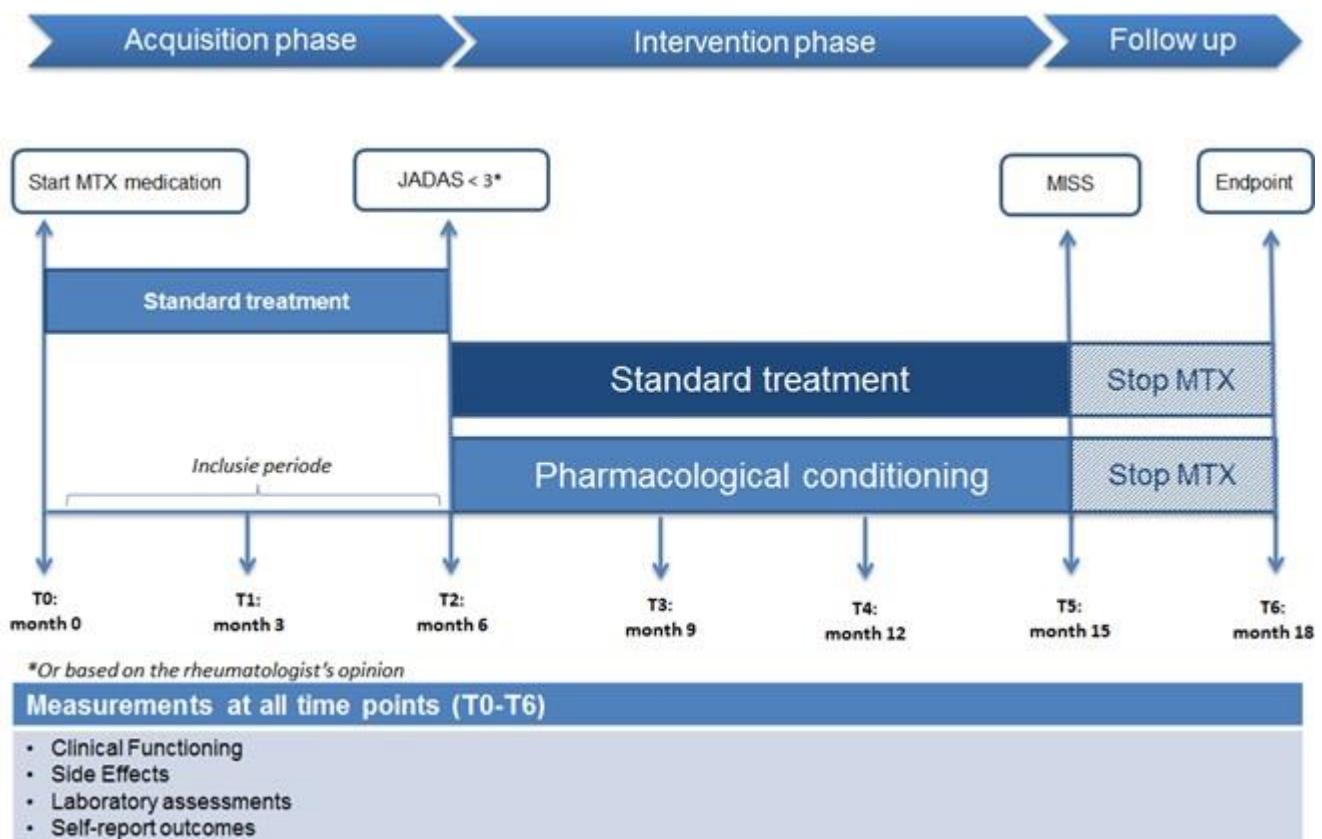 Acquisition phase
Intervention phase
Follow up
Start MTX medication
JADAS < 3*
MISS
Endpoint
Standard treatment
Standard treatment
Stop MTX
Inclusie periode
Pharmacological conditioning
Stop MTX
T0:
month 0
T1:
month 3
T2:
month 6
T3:
month 9
T4:
month 12
T5:
month 15
T6:
month 18
*Or based on the rheumatologist's opinion
Measurements at all time points (T0-T6)
• Clinical Functioning
• Side Effects
• Laboratory assessments
• Self-report outcomes